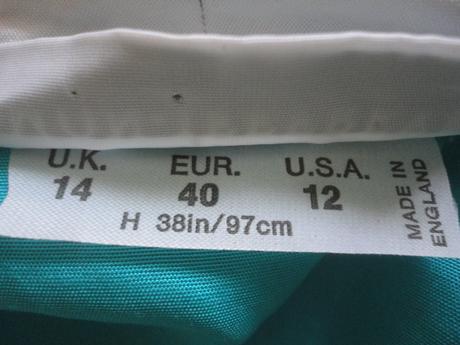 U.K. EUR. U.S.A.
14 40 12
H 38in/97cm
MADE IN
ENGLAND